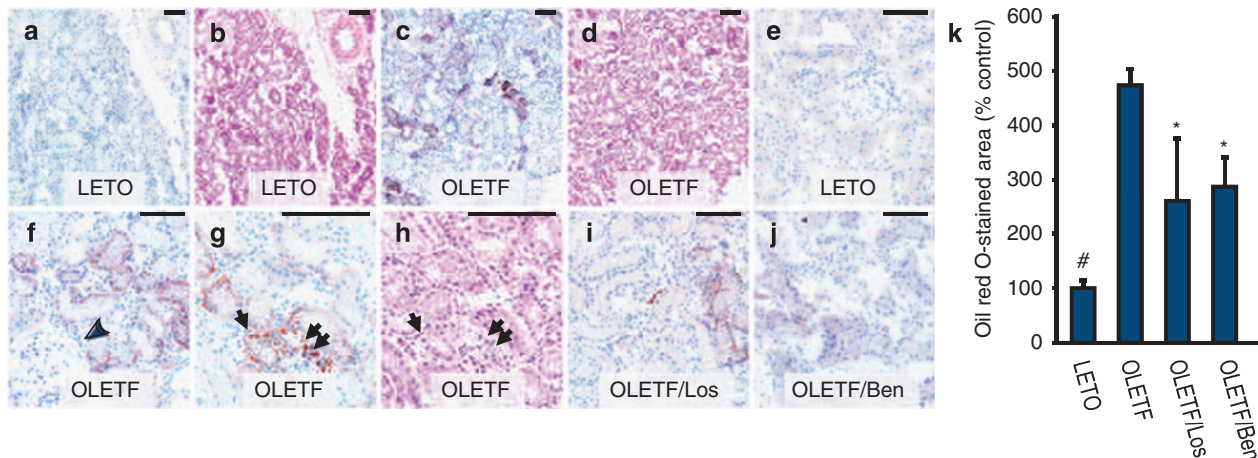 a
LETO
b
LETO
c
OLETF
d
OLETF
e
LETO
f
OLETF
g
OLETF
h
OLETF
i
OLETF/Los
j
OLETF/Ben
k
Oil red O-stained area (% control)
600
500
400
300
200
100
0
#
*
*
LETO
OLETF
OLETF/Los
OLETF/Ben